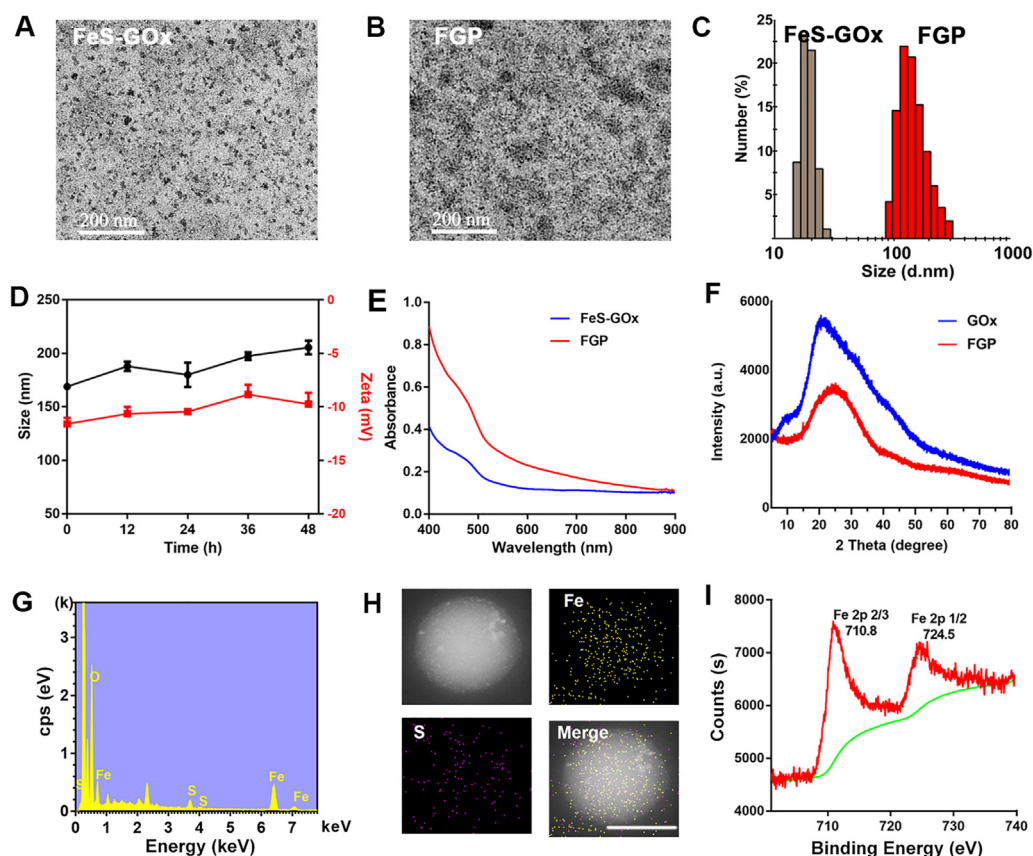 A
FeS-GOx
200 nm
B
FGP
200 nm
C
FeS-GOx FGP
Number (%)
25
20
15
10
5
10 100 1000
Size (d.nm)
D
Size (nm)
250
200
150
100
50
0
-5
-10
-15
-20
Zeta (mV)
0 12 24 36 48
Time (h)
E
FeS-GOx
FGP
Absorbance
1.0
0.8
0.6
0.4
0.2
0.0
400 500 600 700 800 900
Wavelength (nm)
F
GOx
FGP
Intensity (a.u.)
6000
4000
2000
0
10 20 30 40 50 60 70 80
2 Theta (degree)
G
(k)
cps (eV)
3
2
1
0
O
S
Fe
S
S
Fe
Fe
0 1 2 3 4 5 6 7 keV
Energy (keV)
H
Fe
S
Merge
I
Fe 2p 2/3
710.8
Fe 2p 1/2
724.5
Counts (s)
8000
7000
6000
5000
4000
710 720 730 740
Binding Energy (eV)